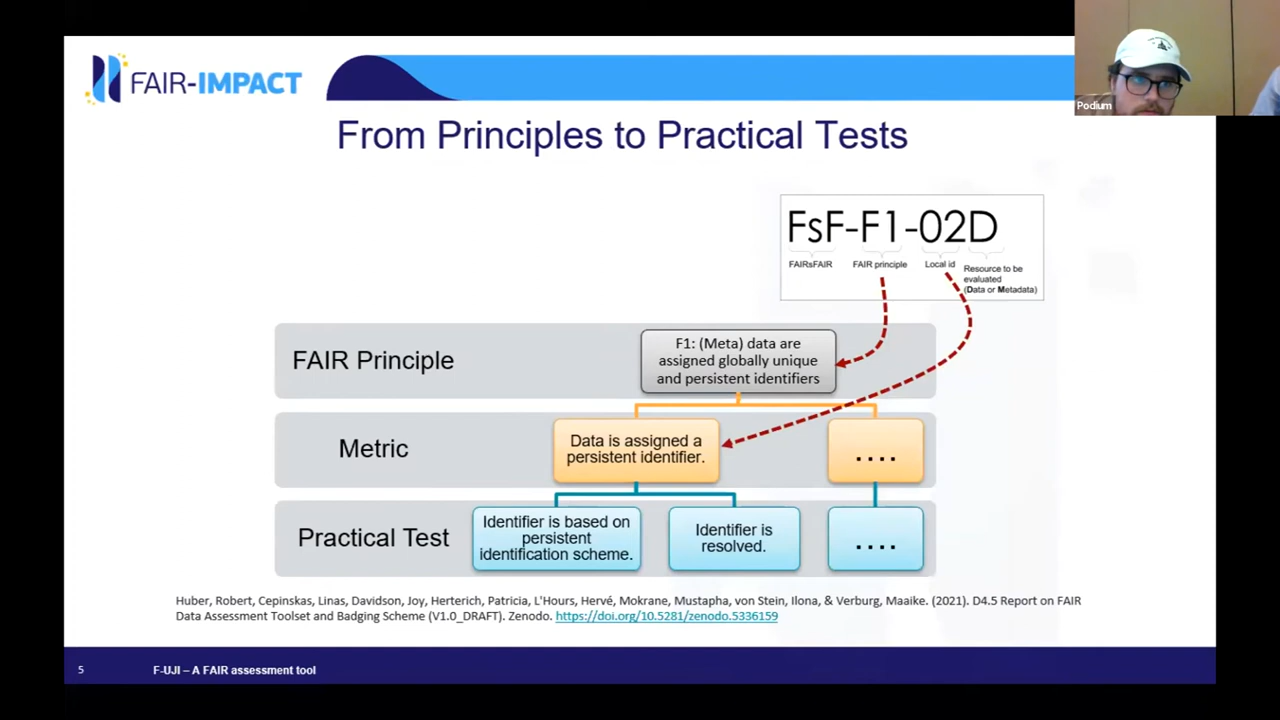 FAIR-IMPACT
Podium
From Principles to Practical Tests
FsF-F1-02D
FAIRsFAIR
FAIR principle
Local id
Resource to be
evaluated
(Data or Metadata)
FAIR Principle
F1: (Meta) data are
assigned globally unique
and persistent identifiers
Metric
Data is assigned a
persistent identifier.
....
Practical Test
Identifier is based on
persistent
identification scheme.
Identifier is
resolved.
....
Huber, Robert, Cepinskas, Linas, Davidson, Joy, Herterich, Patricia, L'Hours, Hervé, Mokrane, Mustapha, von Stein, Ilona, & Verburg, Maaike. (2021). D4.5 Report on FAIR
Data Assessment Toolset and Badging Scheme (V1.0_DRAFT). Zenodo. https://doi.org/10.5281/zenodo.5336159
5
F-UJI – A FAIR assessment tool